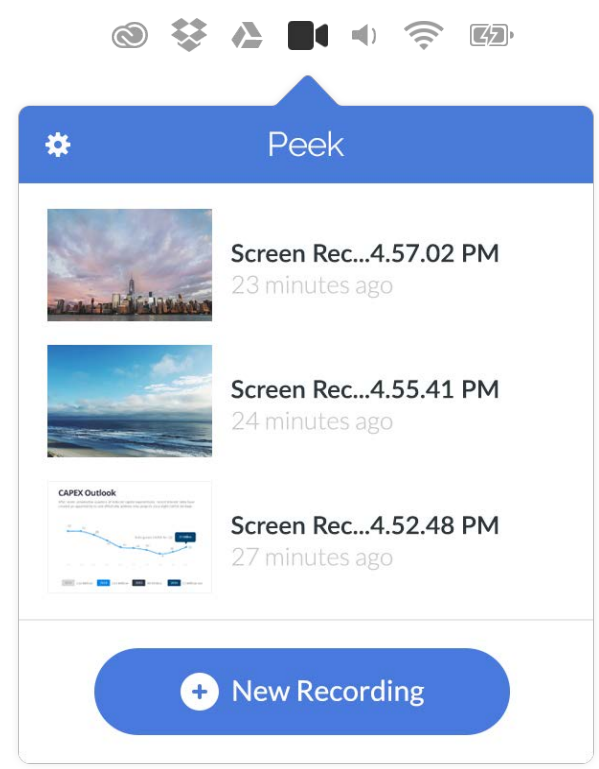 Peek
Screen Rec...4.57.02 PM
23 minutes ago
Screen Rec...4.55.41 PM
24 minutes ago
CAPEX Outlook
Screen Rec...4.52.48 PM
27 minutes ago
New Recording